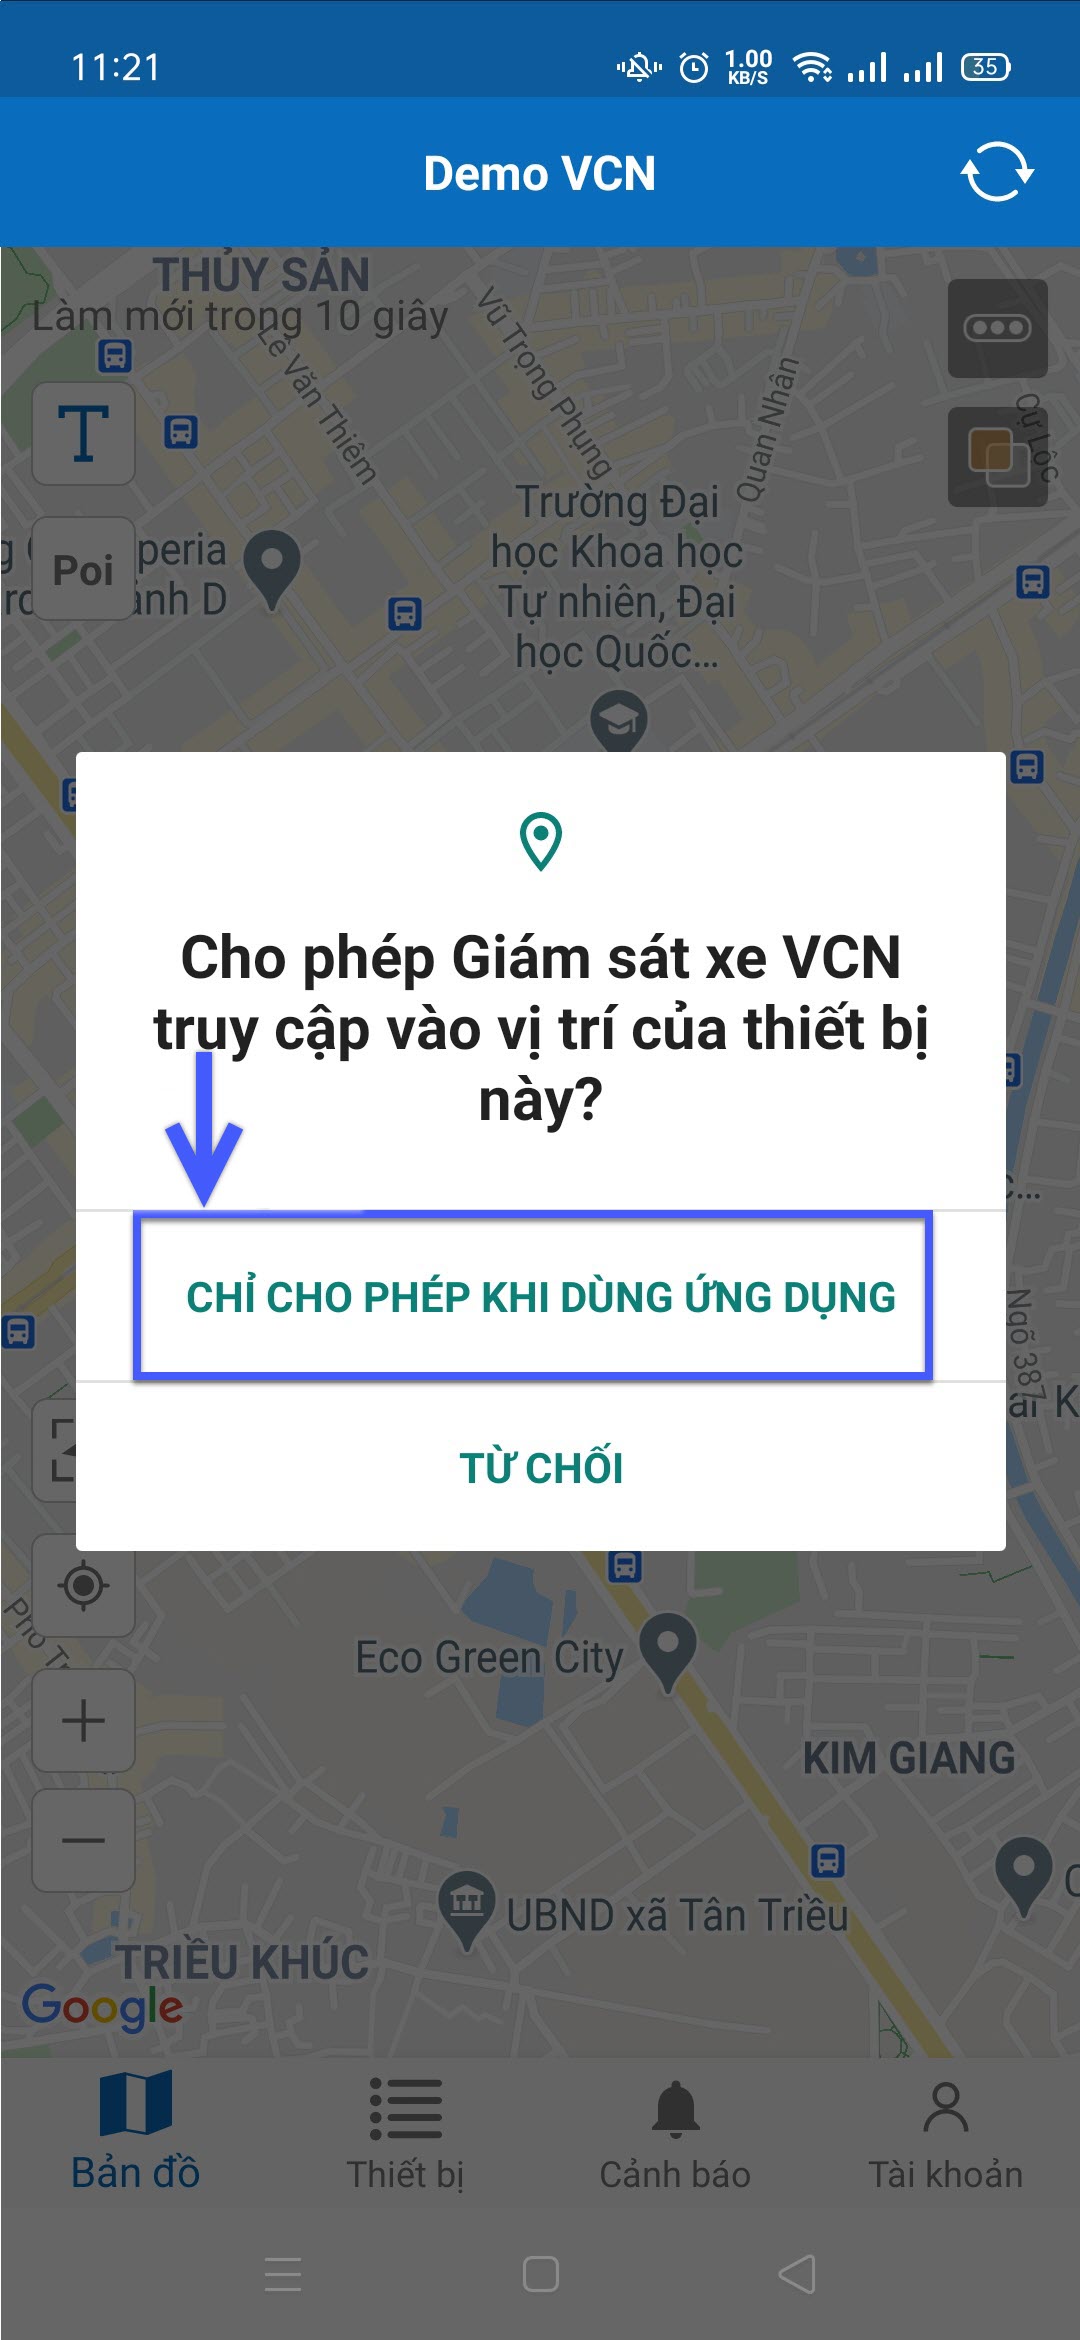 11:21
1.00
KB/S
35
Demo VCN
THỦY SẢN
Làm mới trong 10 giây
Lê Văn Thiêm
Vũ Trọng Phụng
Quan Nhân
Cự Lộc
T
Trường Đại
học Khoa học
Tự nhiên, Đại
học Quốc...
Poi
peria
ánh D
Cho phép Giám sát xe VCN
truy cập vào vị trí của thiết bị
này?
CHỈ CHO PHÉP KHI DÙNG ỨNG DỤNG
TỪ CHỐI
Ngõ 387
Eco Green City
KIM GIANG
UBND xã Tân Triều
TRIỀU KHÚC
Google
Bản đồ
Thiết bị
Cảnh báo
Tài khoản